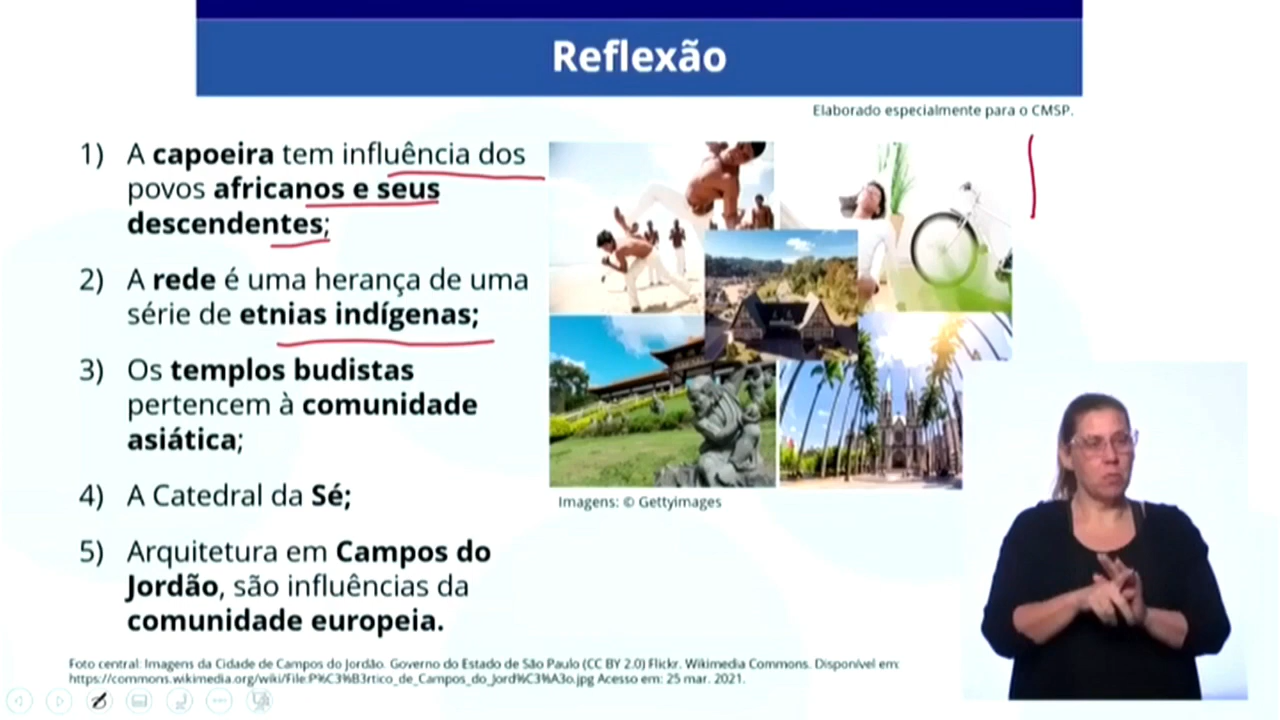 Reflexão
Elaborado especialmente para o CMSP.
1) A capoeira tem influência dos
povos africanos e seus
descendentes;
2) A rede é uma herança de uma
série de etnias indígenas;
3) Os templos budistas
pertencem à comunidade
asiática;
4) A Catedral da Sé;
5) Arquitetura em Campos do
Jordão, são influências da
comunidade europeia.
Imagens: © Gettyimages
Foto central: Imagens da Cidade de Campos do Jordão. Governo do Estado de São Paulo (CC BY 2.0) Flickr. Wikimedia Commons. Disponível em:
https://commons.wikimedia.org/wiki/File:P%C3%B3rtico_de_Campos_do_Jord%C3%A3o.jpg Acesso em: 25 mar. 2021.